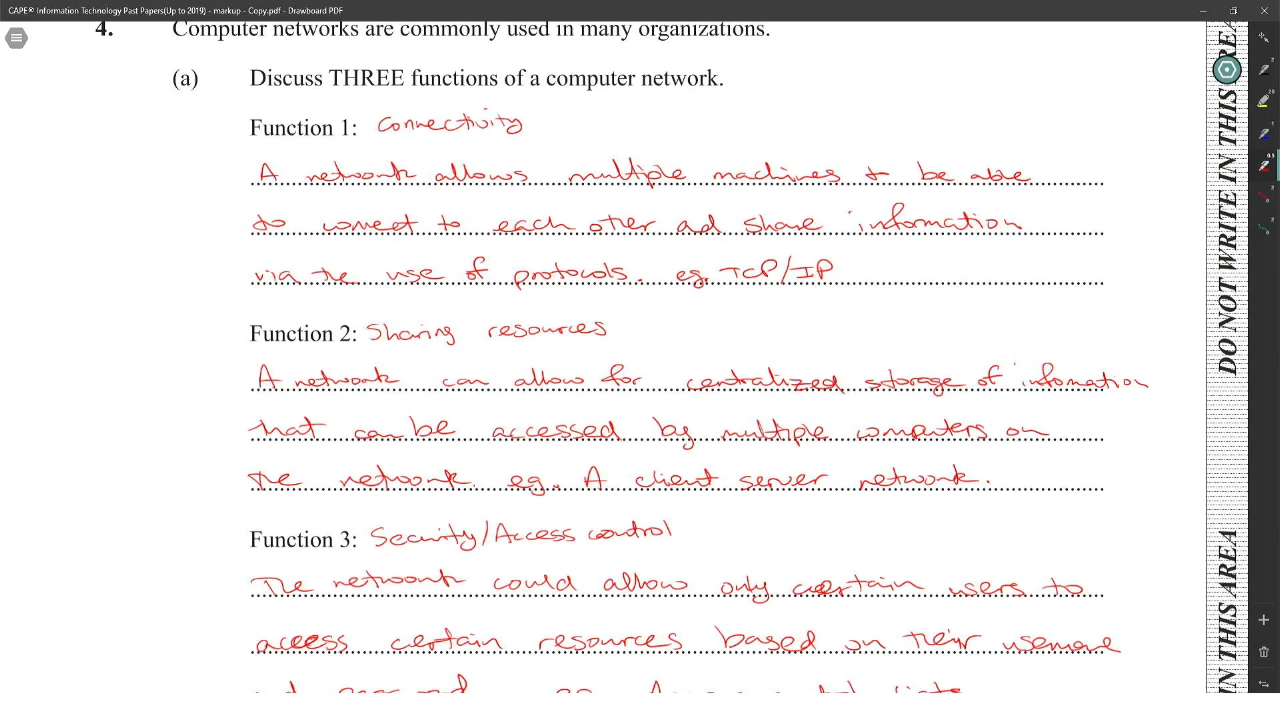 CAPE® Information Technology Past Papers(Up to 2019) - markup - Copy.pdf - Drawboard PDF
4. Computer networks are commonly used in many organizations.
(a) Discuss THREE functions of a computer network.
Function 1: Connectivity
A network allows multiple machines to be able
to connect to each other and share information
via the use of protocols. eg. TCP/IP
Function 2: Sharing resources
A network can allow for centralized storage of infomation
that can be accessed by multiple computers on
the network. eg. A client server network.
Function 3: Security/Access control
The network could allow only certain users to
access certain resources based on their
DO NOT WRITE IN THIS AREA
IN THIS AREA